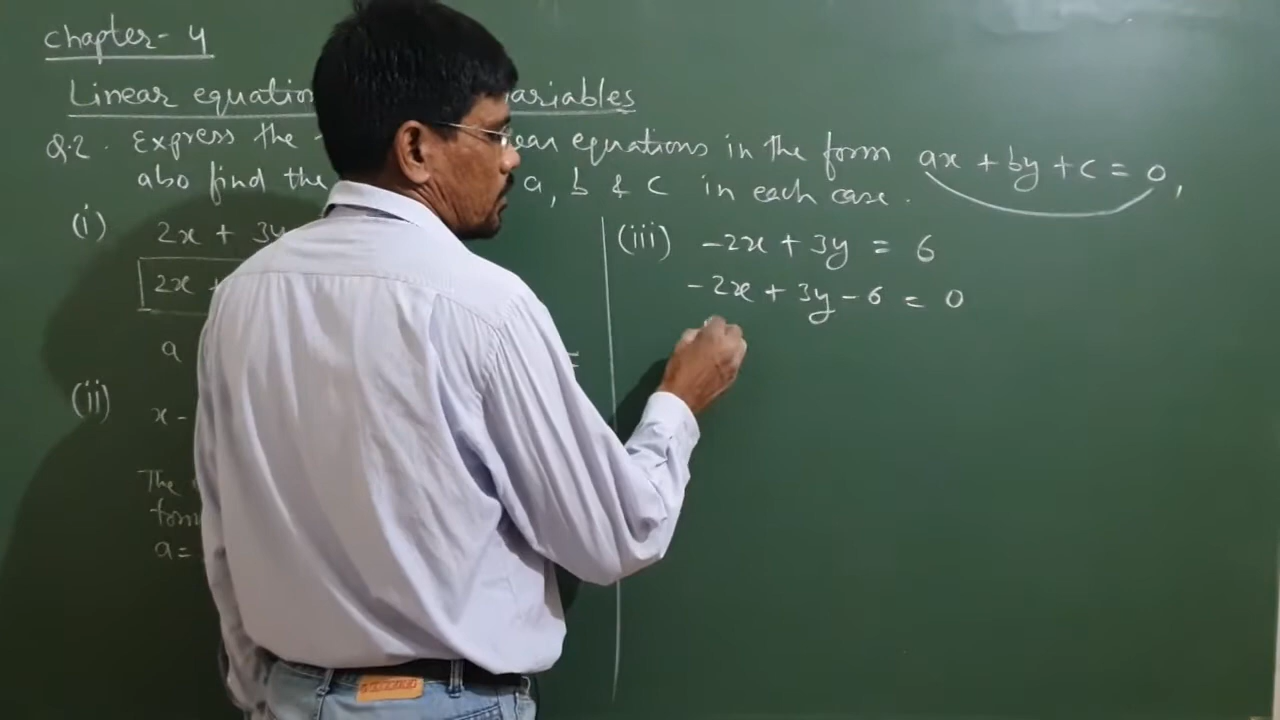 Chapter - 4
Linear equation ariables
Q.2. Express the ear equations in the form ax + by + c = 0,
also find the a, b & c in each case.
(i) 2x + 3y
2x +
a
(ii) x -
The
form
a =
(iii) -2x + 3y = 6
-2x + 3y - 6 = 0